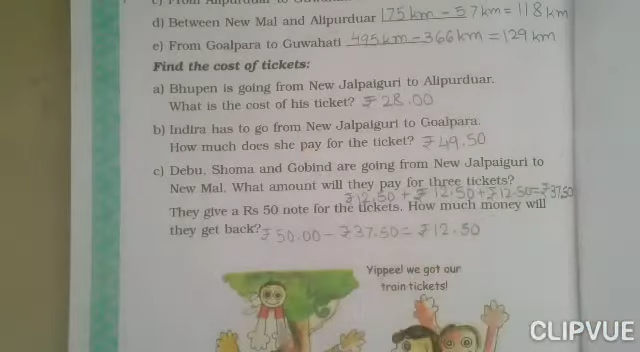 d) Between New Mal and Alipurduar 175 km - 57 km = 118 km
e) From Goalpara to Guwahati 495 km - 366 km = 129 km
Find the cost of tickets:
a) Bhupen is going from New Jalpaiguri to Alipurduar.
What is the cost of his ticket? ₹28.00
b) Indira has to go from New Jalpaiguri to Goalpara.
How much does she pay for the ticket? ₹49.50
c) Debu, Shoma and Gobind are going from New Jalpaiguri to
New Mal. What amount will they pay for three tickets?
₹12.50 + ₹12.50 + ₹12.50 = ₹37.50
They give a Rs 50 note for the tickets. How much money will
they get back? ₹50.00 - ₹37.50 = ₹12.50
Yippee! we got our
train tickets!
CLIPVUE